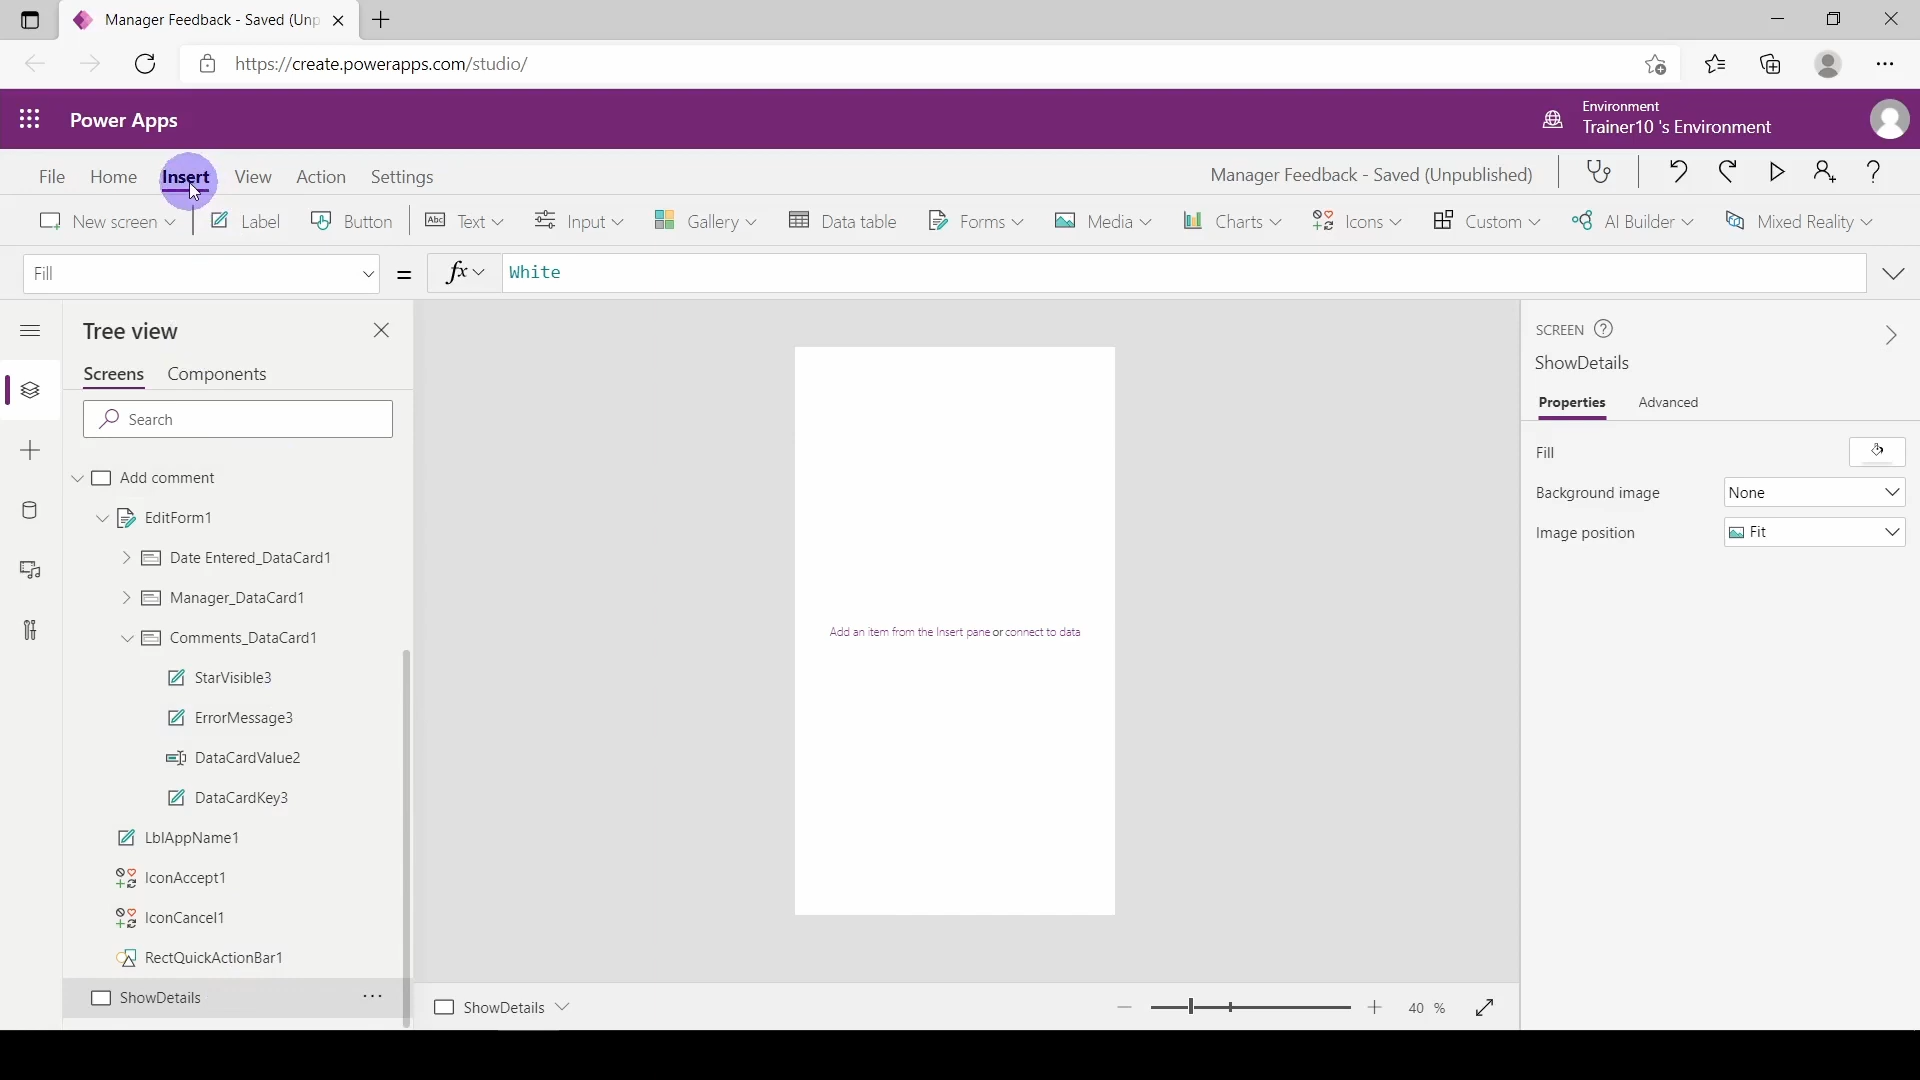 Manager Feedback - Saved (Unp
https://create.powerapps.com/studio/
Power Apps
Environment
Trainer10 's Environment
File Home Insert View Action Settings
Manager Feedback - Saved (Unpublished)
New screen Label Button Abc Text Input Gallery Data table Forms Media Charts Icons Custom AI Builder Mixed Reality
Fill = fx White
Tree view
Screens Components
Search
Add comment
EditForm1
Date Entered_DataCard1
Manager_DataCard1
Comments_DataCard1
StarVisible3
ErrorMessage3
DataCardValue2
DataCardKey3
LblAppName1
IconAccept1
IconCancel1
RectQuickActionBar1
ShowDetails
Add an item from the Insert pane or connect to data
ShowDetails
40 %
SCREEN
ShowDetails
Properties Advanced
Fill
Background image None
Image position Fit